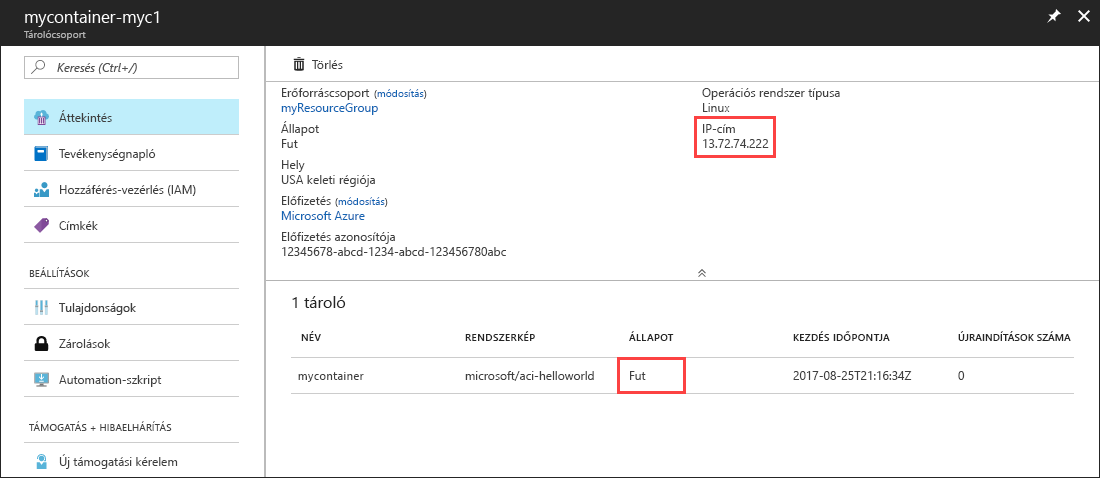 mycontainer-myc1
Tárolócsoport
Keresés (Ctrl+/)
Áttekintés
Tevékenységnapló
Hozzáférés-vezérlés (IAM)
Címkék
BEÁLLÍTÁSOK
Tulajdonságok
Zárolások
Automation-szkript
TÁMOGATÁS + HIBAELHÁRÍTÁS
Új támogatási kérelem
Törlés
Erőforráscsoport (módosítás)
myResourceGroup
Állapot
Fut
Hely
USA keleti régiója
Előfizetés (módosítás)
Microsoft Azure
Előfizetés azonosítója
12345678-abcd-1234-abcd-123456780abc
Operációs rendszer típusa
Linux
IP-cím
13.72.74.222
1 tároló
NÉV RENDSZERKÉP ÁLLAPOT KEZDÉS IDŐPONTJA ÚJRAINDÍTÁSOK SZÁMA
mycontainer microsoft/aci-helloworld Fut 2017-08-25T21:16:34Z 0